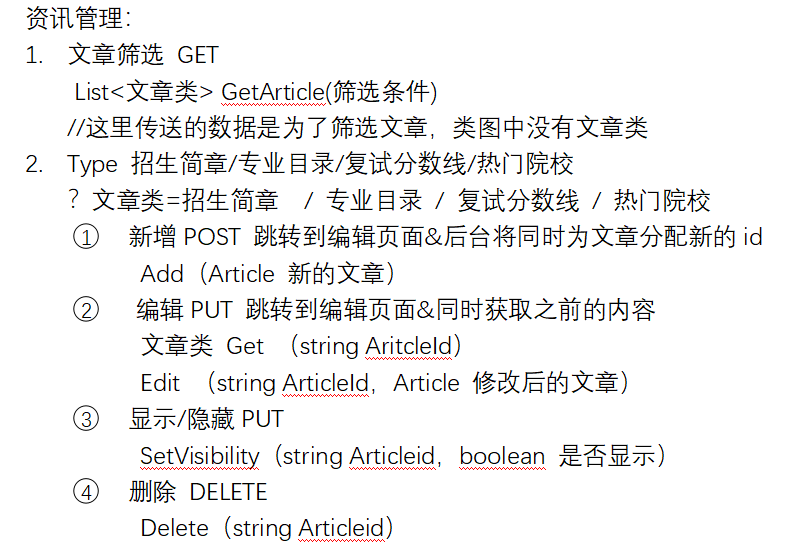 资讯管理：
1. 文章筛选 GET
List<文章类> GetArticle(筛选条件)
//这里传送的数据是为了筛选文章，类图中没有文章类
2. Type 招生简章/专业目录/复试分数线/热门院校
？文章类=招生简章 / 专业目录 / 复试分数线 / 热门院校
① 新增 POST 跳转到编辑页面&后台将同时为文章分配新的 id
Add（Article 新的文章）
② 编辑 PUT 跳转到编辑页面&同时获取之前的内容
文章类 Get （string AritcleId）
Edit （string ArticleId，Article 修改后的文章）
③ 显示/隐藏 PUT
SetVisibility（string Articleid，boolean 是否显示）
④ 删除 DELETE
Delete（string Articleid）